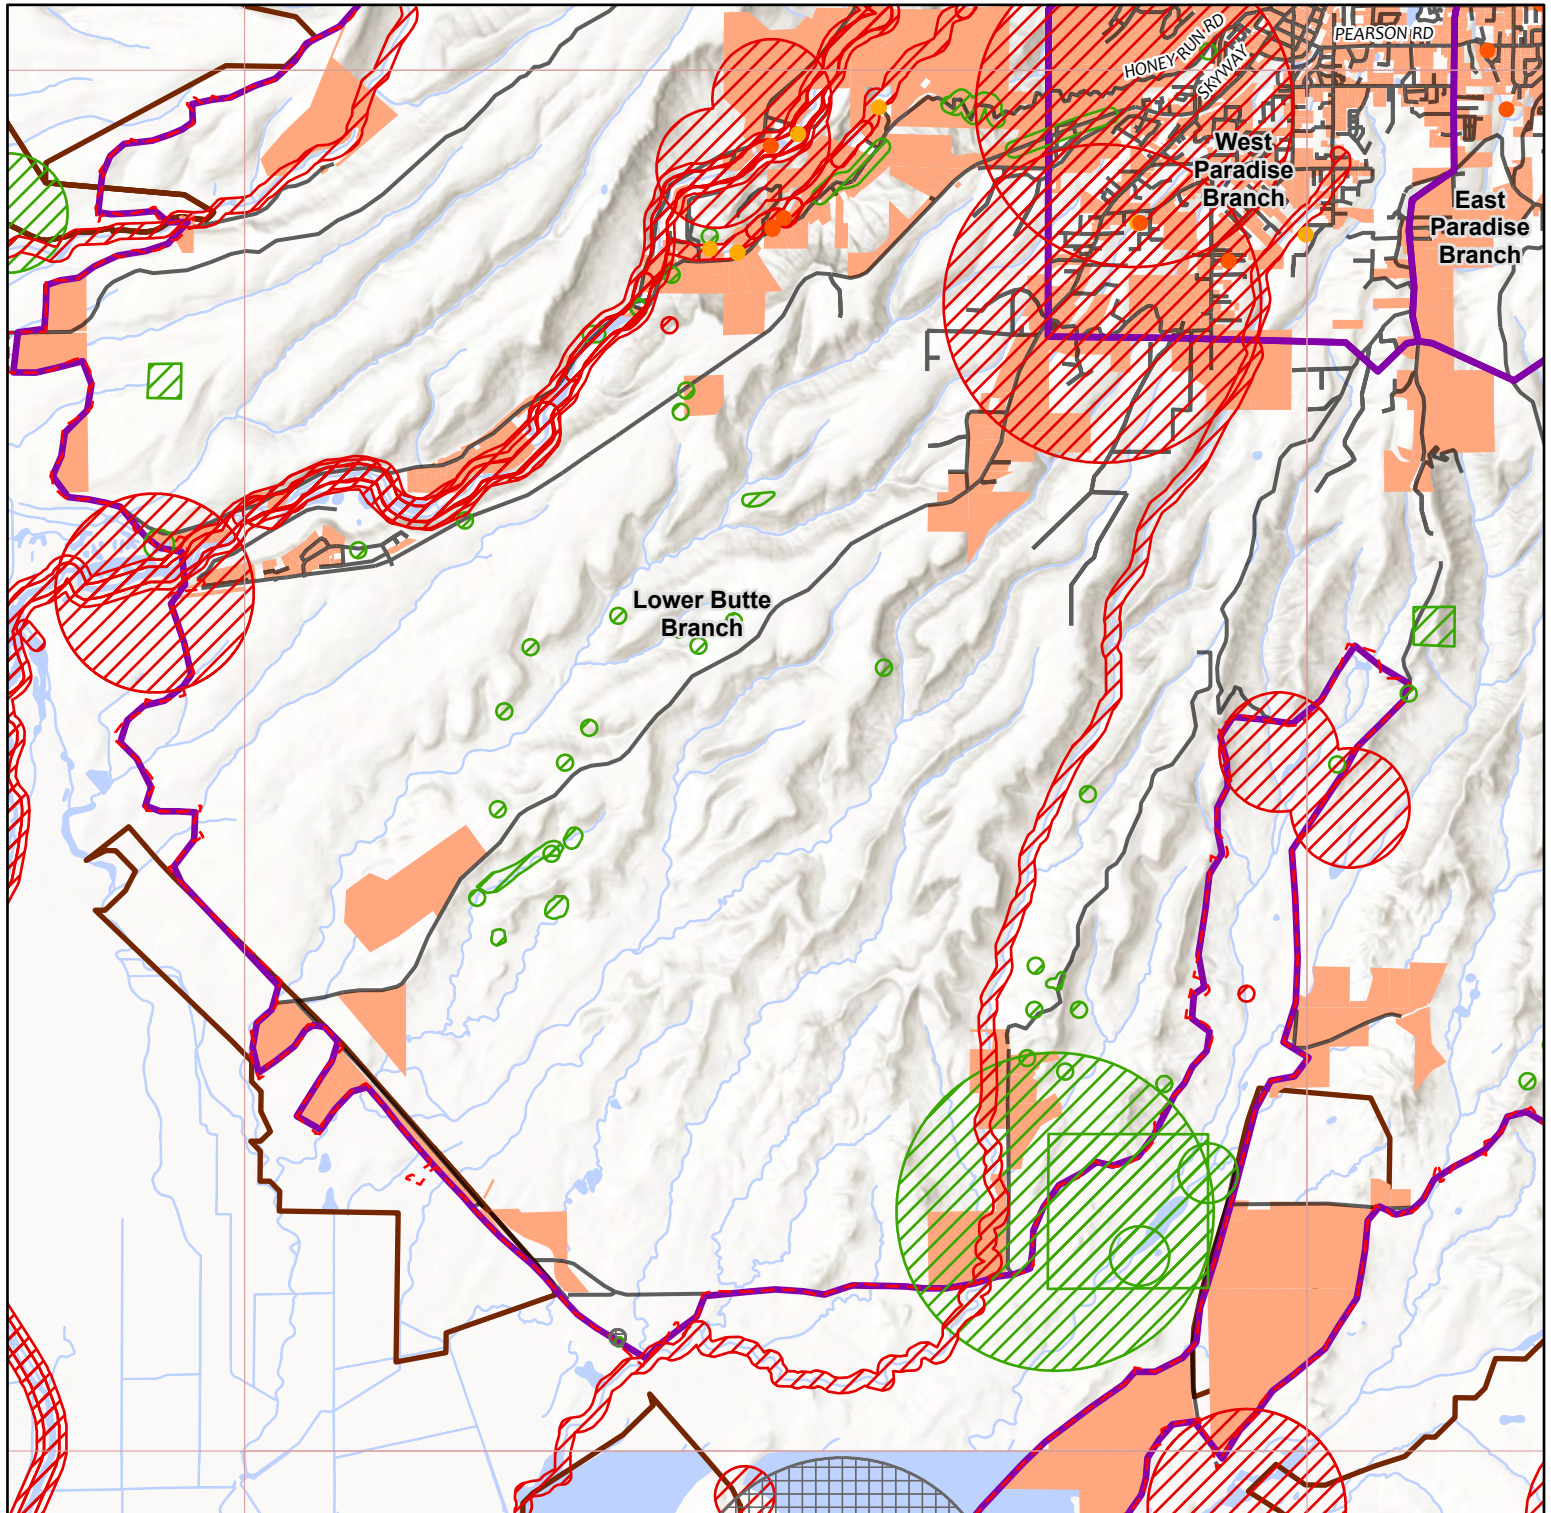 PEARSON RD
HONEY RUN RD
SKYWAY
West
Paradise
Branch
East
Paradise
Branch
Lower Butte
Branch